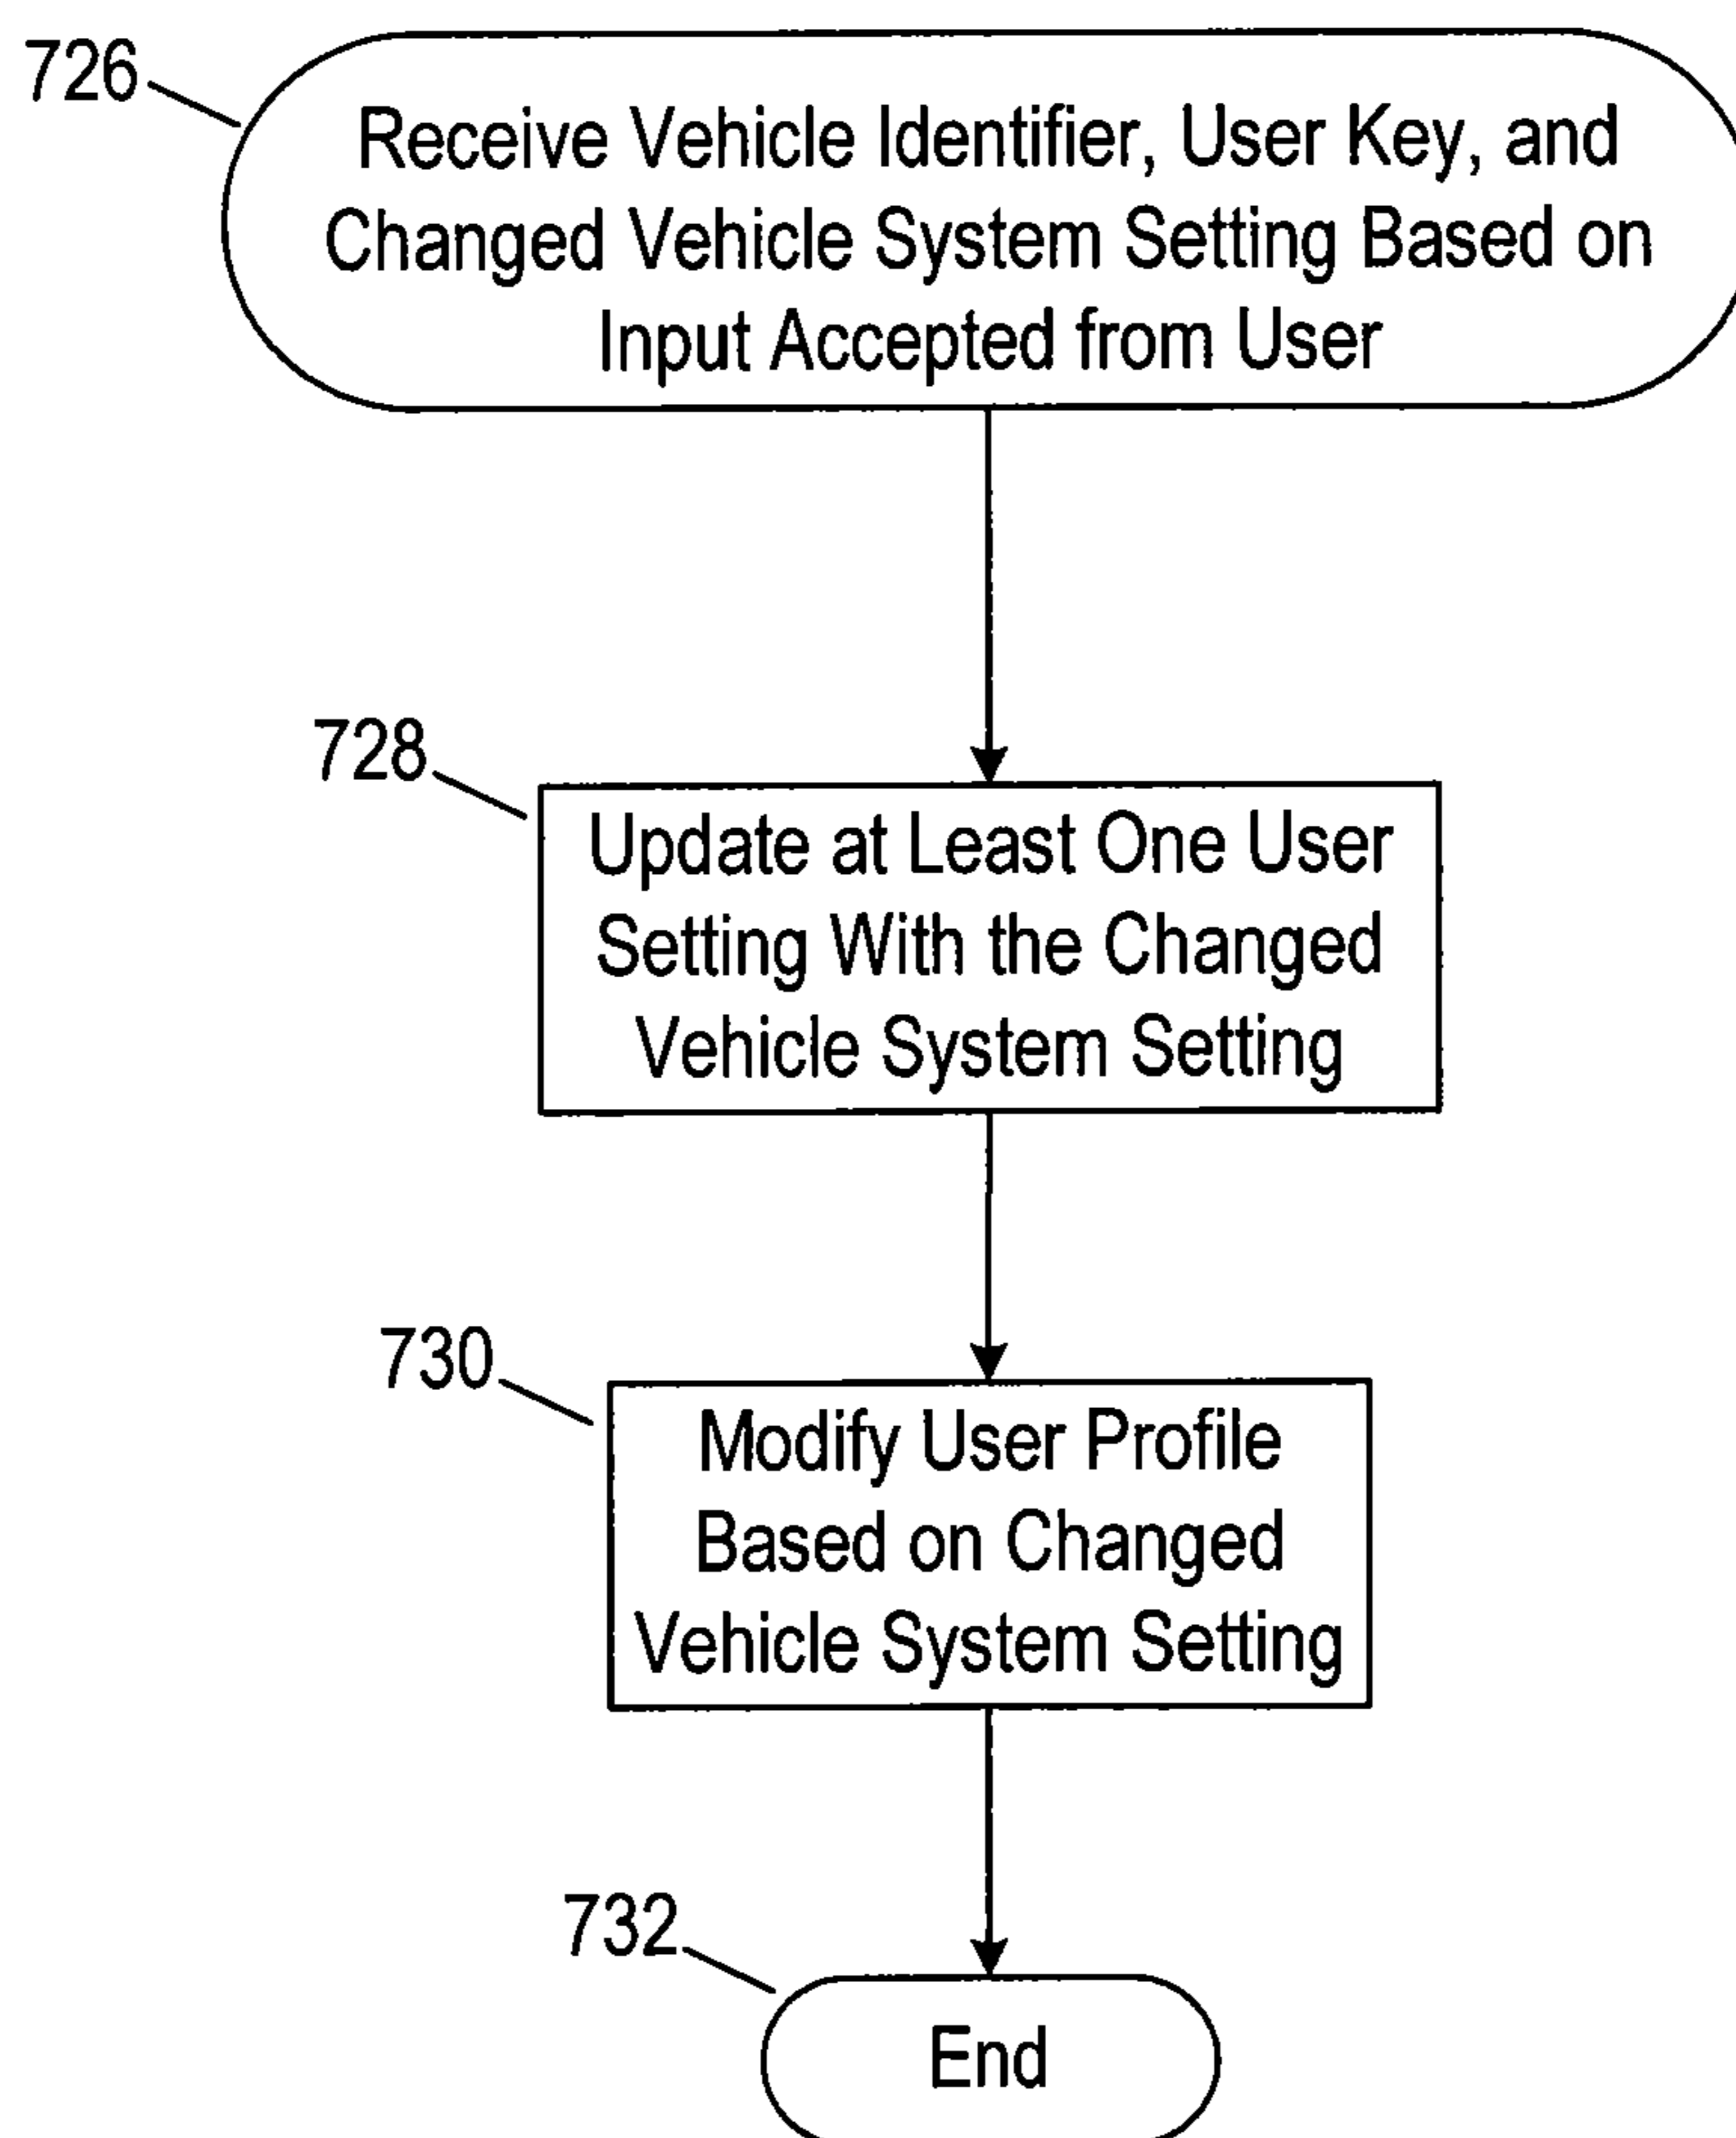 726
Receive Vehicle Identifier, User Key, and
Changed Vehicle System Setting Based on
Input Accepted from User
728
Update at Least One User
Setting With the Changed
Vehicle System Setting
730
Modify User Profile
Based on Changed
Vehicle System Setting
732
End